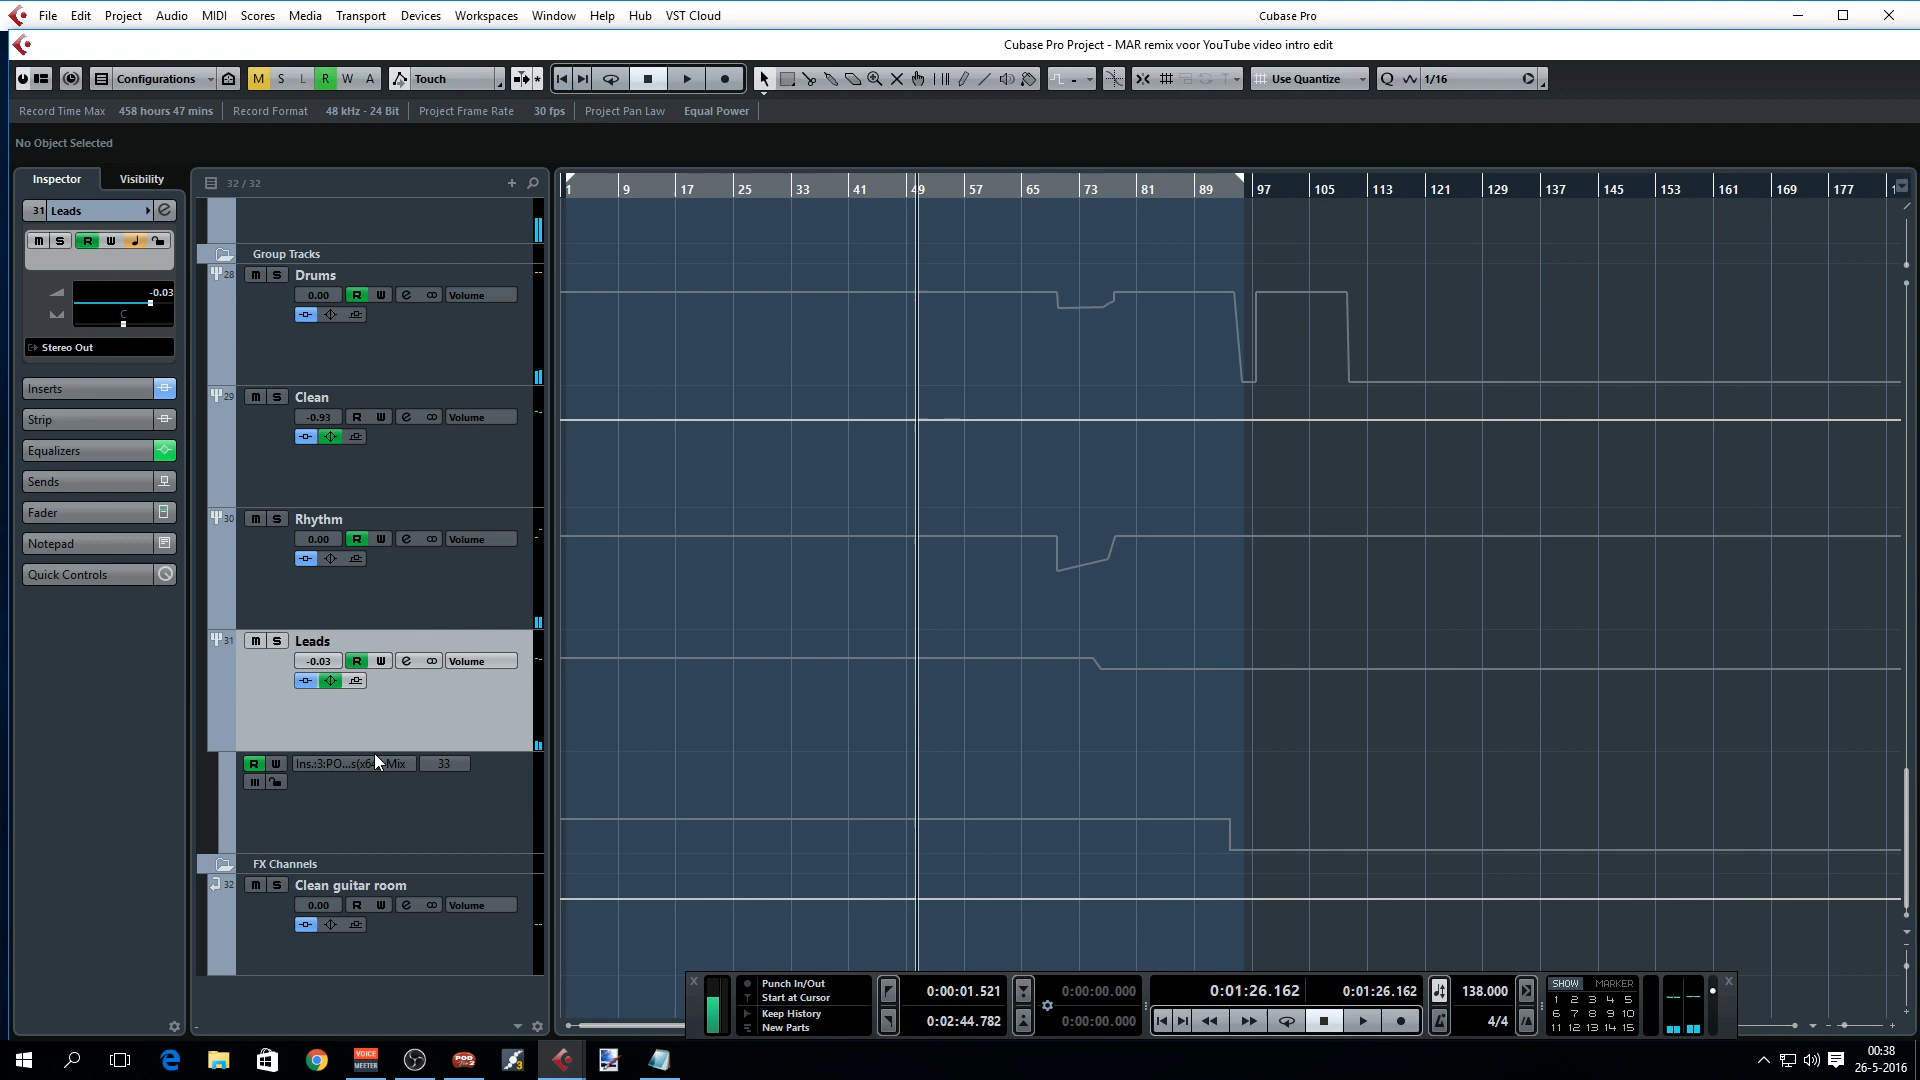 File Edit Project Audio MIDI Scores Media Transport Devices Workspaces Window Help Hub VST Cloud Cubase Pro
Cubase Pro Project - MAR remix voor YouTube video intro edit
Configurations M S L R W A Touch Use Quantize Q 1/16
Record Time Max 458 hours 47 mins Record Format 48 kHz - 24 Bit Project Frame Rate 30 fps Project Pan Law Equal Power
No Object Selected
Inspector Visibility 32 / 32
1 9 17 25 33 41 49 57 65 73 81 89 97 105 113 121 129 137 145 153 161 169 177
31 Leads
m S R W
-0.03
C
Stereo Out
Inserts
Strip
Equalizers
Sends
Fader
Notepad
Quick Controls
Group Tracks
28 m S Drums
0.00 R W e Volume
29 m S Clean
-0.93 R W e Volume
30 m S Rhythm
0.00 R W e Volume
31 m S Leads
-0.03 R W e Volume
R W Ins.:3:PO...s(x64 Mix 33
FX Channels
32 m S Clean guitar room
0.00 R W e Volume
Punch In/Out
Start at Cursor
Keep History
New Parts
0:00:01.521
0:02:44.782
0:00:00.000
0:00:00.000
0:01:26.162 0:01:26.162
138.000
4/4
SHOW MARKER
1 2 3 4 5
6 7 8 9 10
11 12 13 14 15
VOICE
MEETER
POD
00:38
26-5-2016